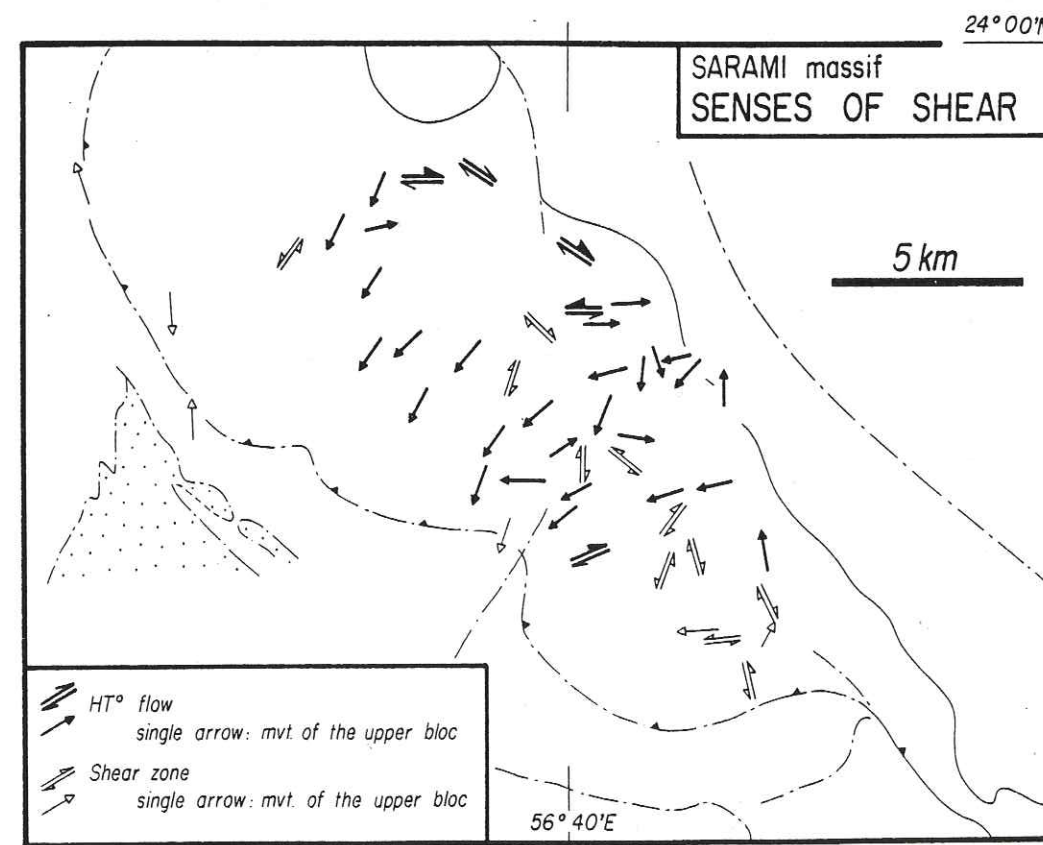 24°00'N
SARAMI massif
SENSES OF SHEAR
5 km
HT° flow
single arrow: mvt. of the upper bloc
Shear zone
single arrow: mvt. of the upper bloc
56° 40'E